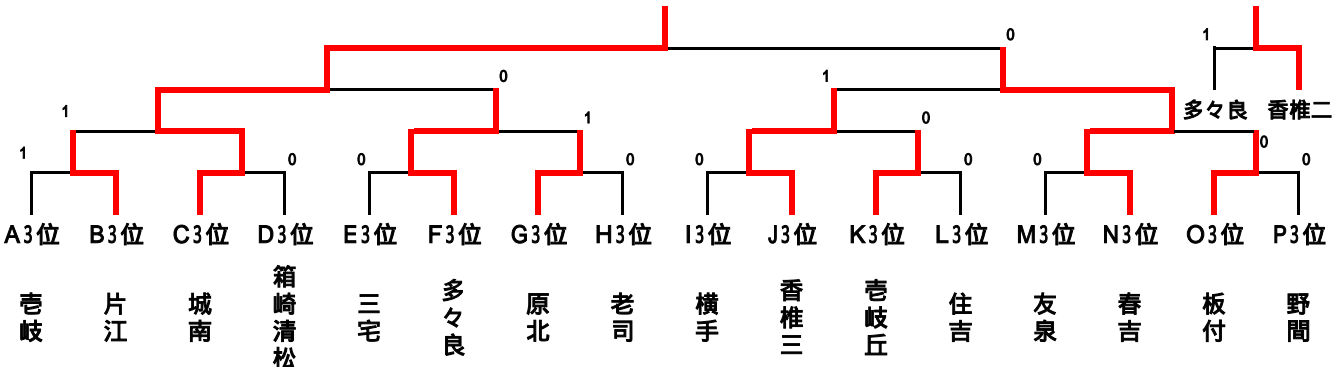 0
1
1
0
多々良
香椎二
1
1
0
0
1
0
0
0
0
0
0
0
A3位
B3位
C3位
D3位
E3位
F3位
G3位
H3位
I3位
J3位
K3位
L3位
M3位
N3位
O3位
P3位
壱岐
片江
城南
箱崎清松
三宅
多々良
原北
老司
横手
香椎三
壱岐丘
住吉
友泉
春吉
板付
野間